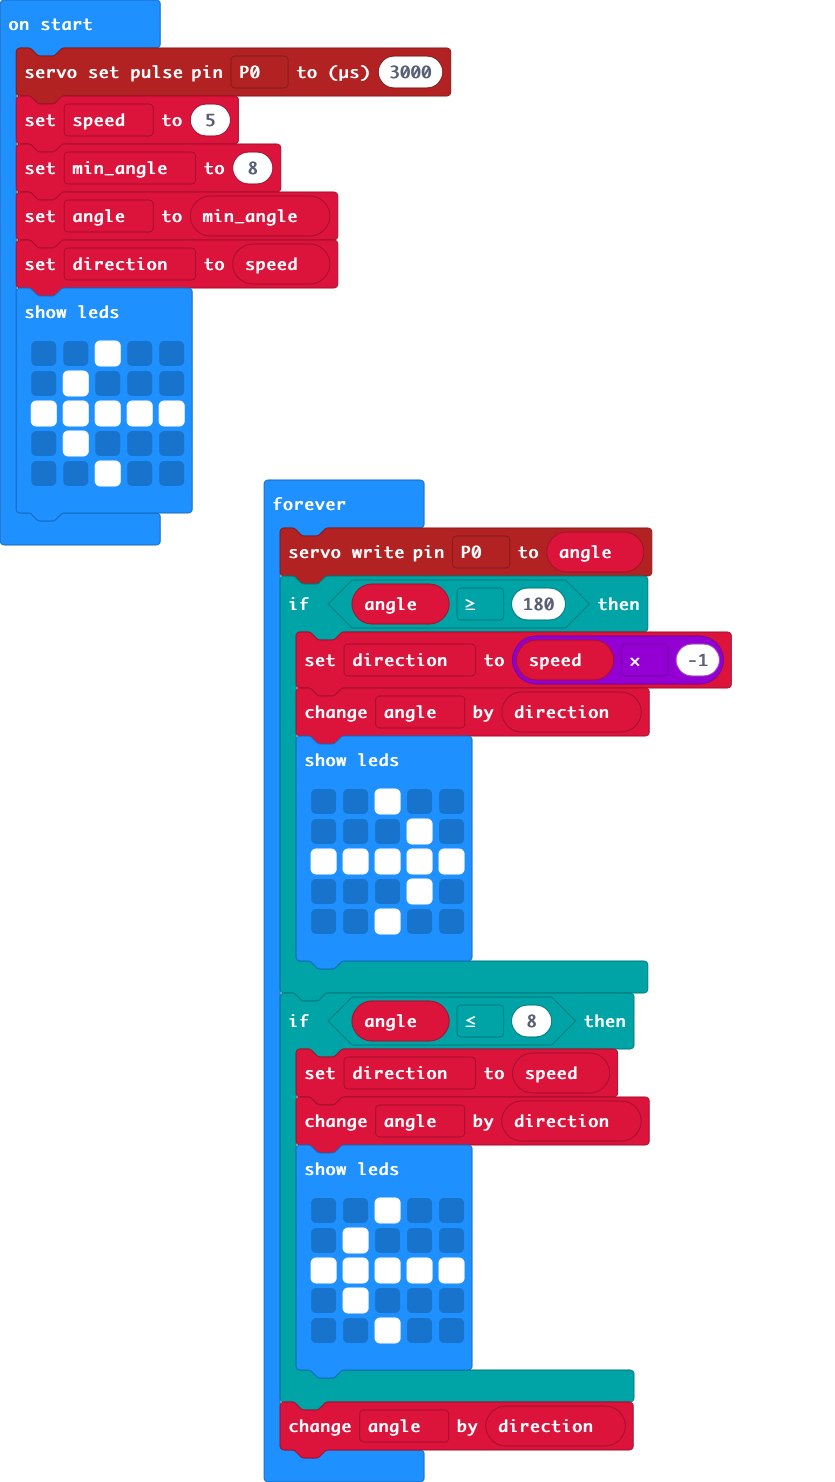 on start
servo set pulse pin P0 to (µs) 3000
set speed to 5
set min_angle to 8
set angle to min_angle
set direction to speed
show leds
forever
servo write pin P0 to angle
if angle ≥ 180 then
set direction to speed × -1
change angle by direction
show leds
if angle ≤ 8 then
set direction to speed
change angle by direction
show leds
change angle by direction